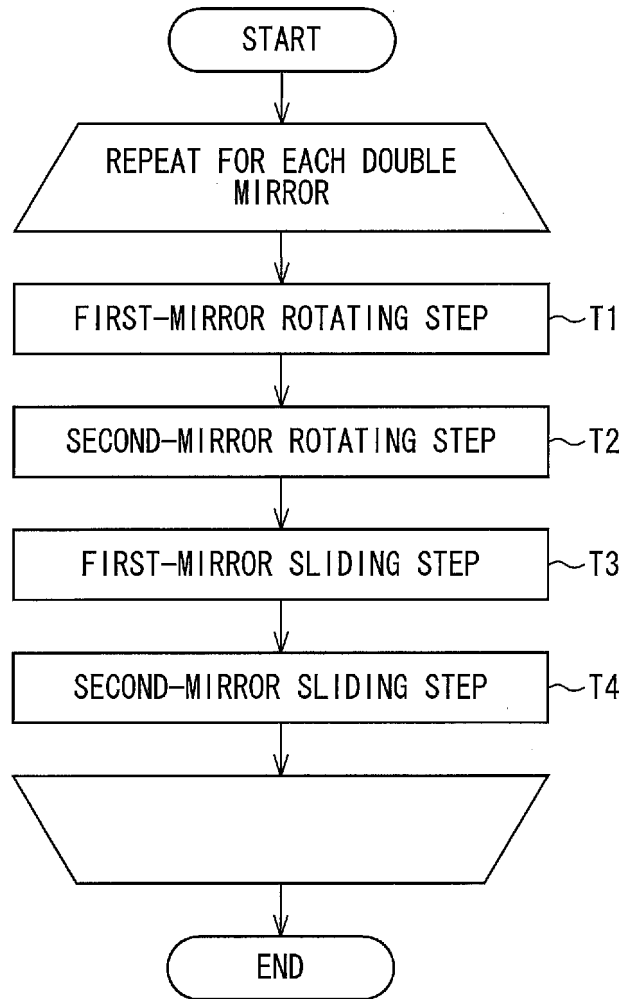 START
REPEAT FOR EACH DOUBLE
MIRROR
FIRST-MIRROR ROTATING STEP
T1
SECOND-MIRROR ROTATING STEP
T2
FIRST-MIRROR SLIDING STEP
T3
SECOND-MIRROR SLIDING STEP
T4
END